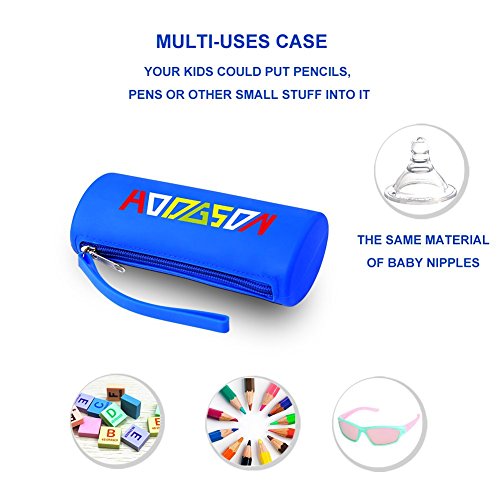 MULTI-USES CASE
YOUR KIDS COULD PUT PENCILS,
PENS OR OTHER SMALL STUFF INTO IT
HODGSON
THE SAME MATERIAL
OF BABY NIPPLES
E
C
D
B
E